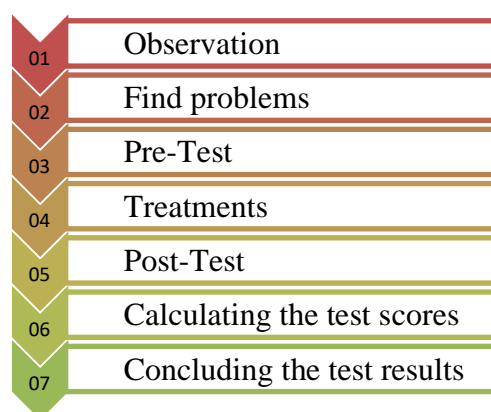 01 Observation
02 Find problems
03 Pre-Test
04 Treatments
05 Post-Test
06 Calculating the test scores
07 Concluding the test results